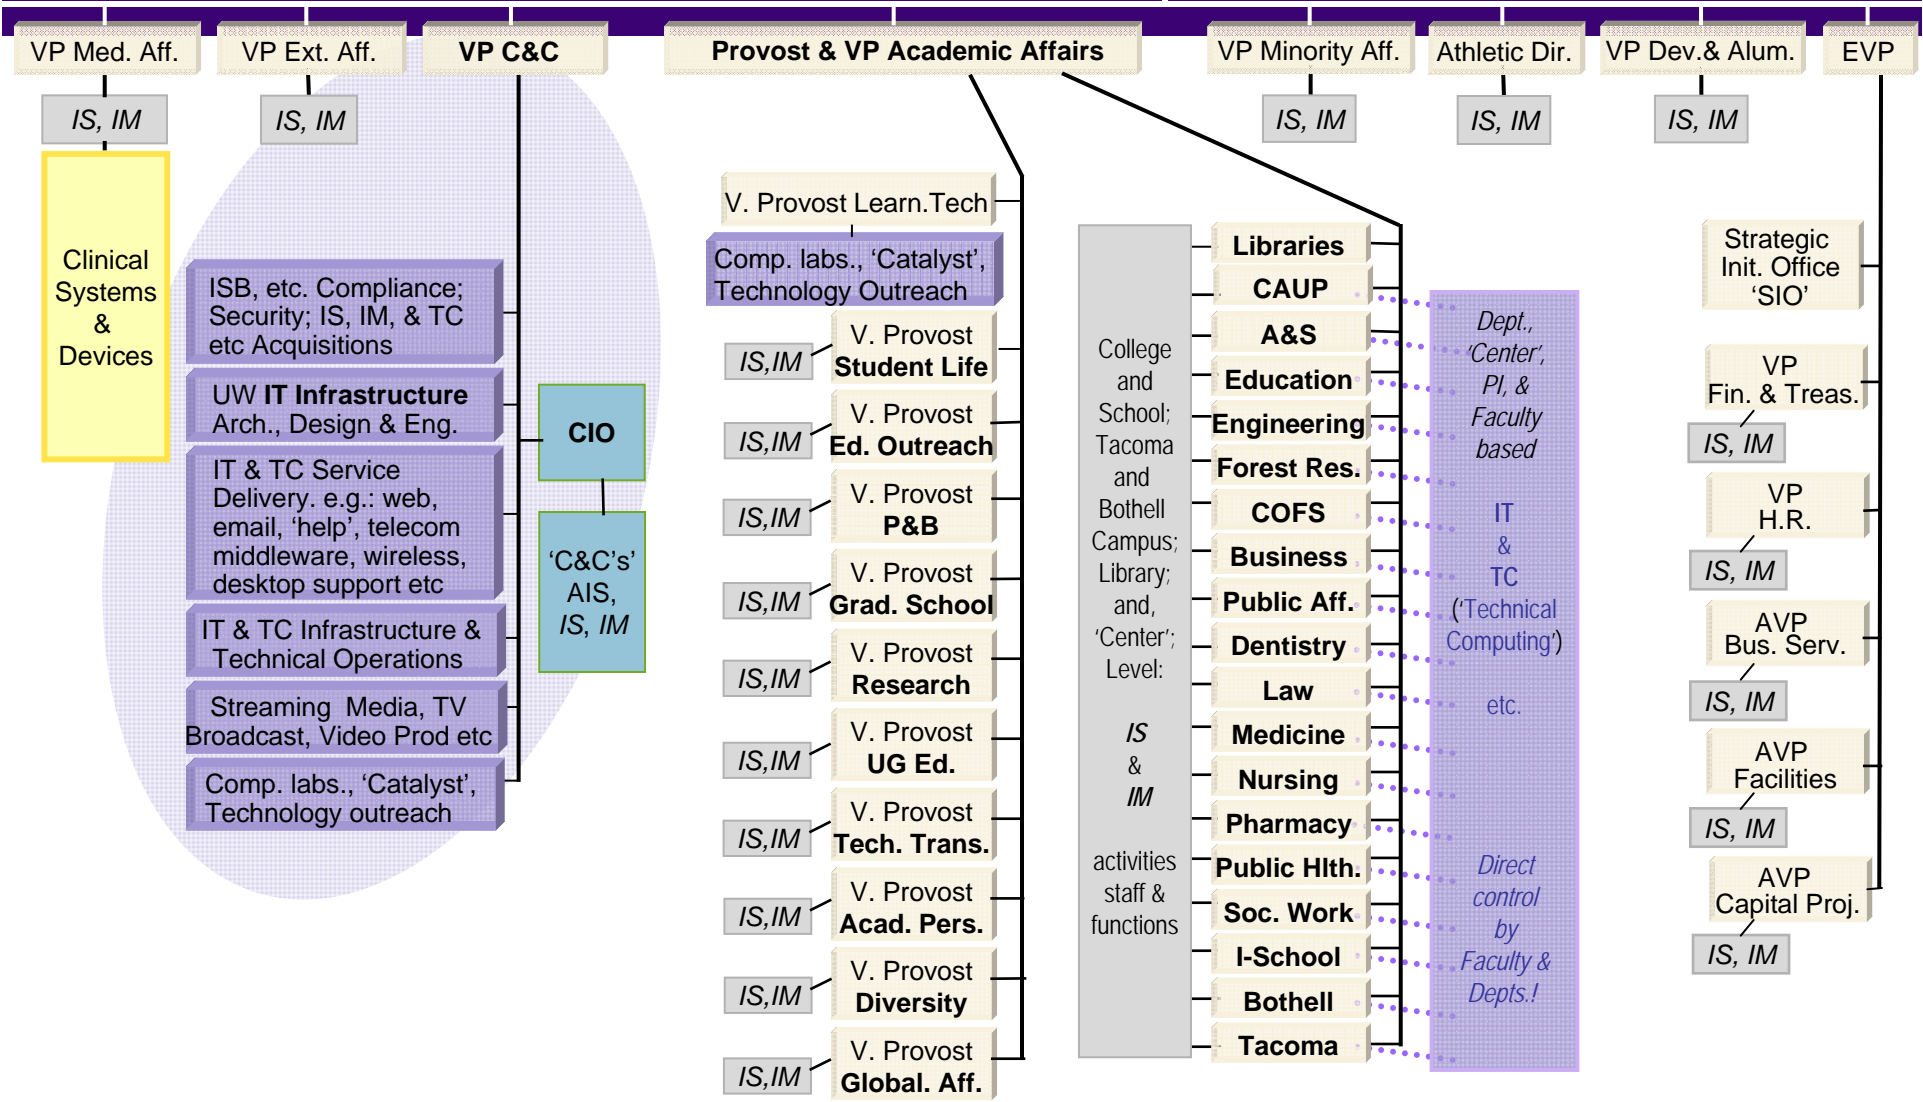 VP Med. Aff.
VP Ext. Aff.
VP C&C
Provost & VP Academic Affairs
VP Minority Aff.
Athletic Dir.
VP Dev.& Alum.
EVP
IS, IM
IS, IM
IS, IM
IS, IM
IS, IM
Clinical
Systems
&
Devices
ISB, etc. Compliance;
Security; IS, IM, & TC
etc Acquisitions
UW IT Infrastructure
Arch., Design & Eng.
IT & TC Service
Delivery. e.g.: web,
email, ‘help’, telecom
middleware, wireless,
desktop support etc
IT & TC Infrastructure &
Technical Operations
Streaming Media, TV
Broadcast, Video Prod etc
Comp. labs., ‘Catalyst’,
Technology outreach
CIO
‘C&C’s’
AIS,
IS, IM
V. Provost Learn.Tech
Comp. labs., ‘Catalyst’,
Technology Outreach
V. Provost
Student Life
IS,IM
V. Provost
Ed. Outreach
IS,IM
V. Provost
P&B
IS,IM
V. Provost
Grad. School
IS,IM
V. Provost
Research
IS,IM
V. Provost
UG Ed.
IS,IM
V. Provost
Tech. Trans.
IS,IM
V. Provost
Acad. Pers.
IS,IM
V. Provost
Diversity
IS,IM
V. Provost
Global. Aff.
IS,IM
College
and
School;
Tacoma
and
Bothell
Campus;
Library;
and,
‘Center’;
Level:
IS
&
IM
activities
staff &
functions
Libraries
CAUP
A&S
Education
Engineering
Forest Res.
COFS
Business
Public Aff.
Dentistry
Law
Medicine
Nursing
Pharmacy
Public Hlth.
Soc. Work
I-School
Bothell
Tacoma
Dept.,
‘Center’,
PI, &
Faculty
based
IT
&
TC
(‘Technical
Computing’)
etc.
Direct
control
by
Faculty &
Depts.!
Strategic
Init. Office
‘SIO’
VP
Fin. & Treas.
IS, IM
VP
H.R.
IS, IM
AVP
Bus. Serv.
IS, IM
AVP
Facilities
IS, IM
AVP
Capital Proj.
IS, IM